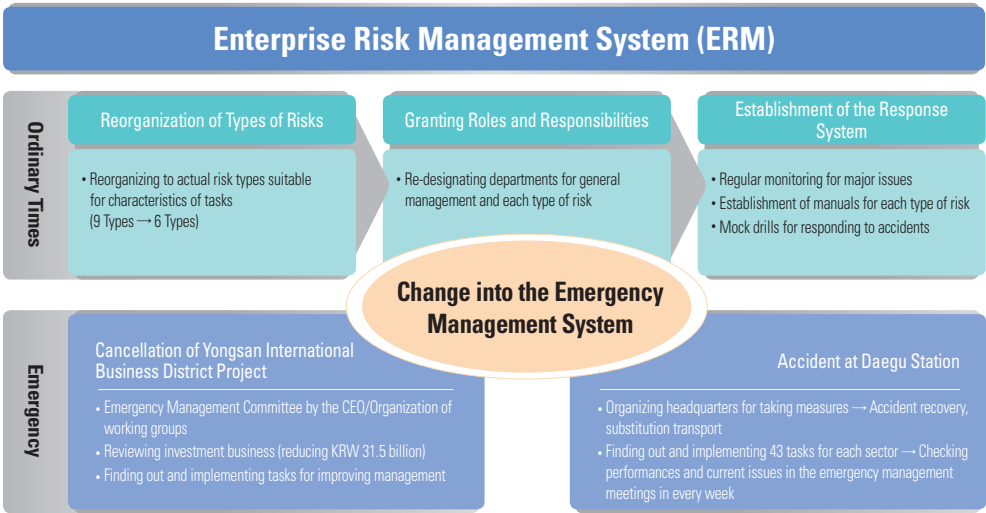 Enterprise Risk Management System (ERM)
Ordinary Times
Reorganization of Types of Risks
• Reorganizing to actual risk types suitable
for characteristics of tasks
(9 Types → 6 Types)
Granting Roles and Responsibilities
• Re-designating departments for general
management and each type of risk
Establishment of the Response
System
• Regular monitoring for major issues
• Establishment of manuals for each type of risk
• Mock drills for responding to accidents
Change into the Emergency
Management System
Emergency
Cancellation of Yongsan International
Business District Project
• Emergency Management Committee by the CEO/Organization of
working groups
• Reviewing investment business (reducing KRW 31.5 billion)
• Finding out and implementing tasks for improving management
Accident at Daegu Station
• Organizing headquarters for taking measures → Accident recovery,
substitution transport
• Finding out and implementing 43 tasks for each sector → Checking
performances and current issues in the emergency management
meetings in every week